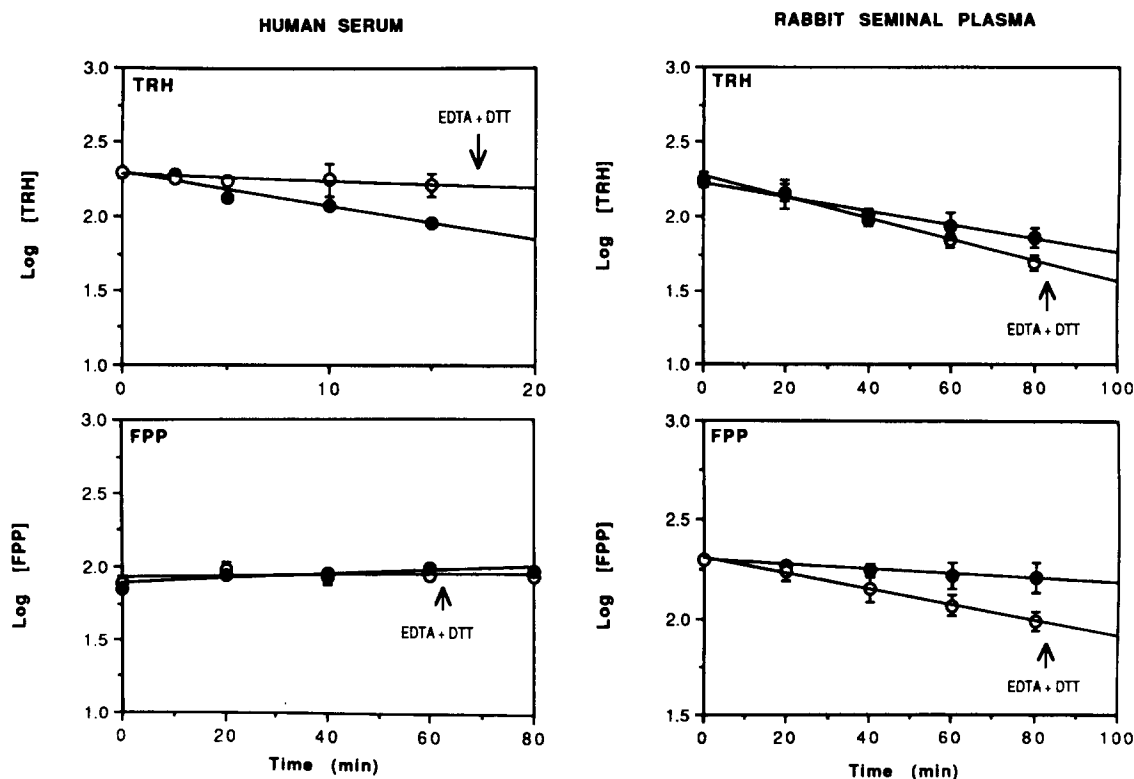 HUMAN SERUM
RABBIT SEMINAL PLASMA
3.0
2.5
2.0
1.5
1.0
Log [TRH]
TRH
EDTA + DTT
0
10
20
3.0
2.5
2.0
1.5
1.0
Log [TRH]
TRH
EDTA + DTT
0
20
40
60
80
100
3.0
2.5
2.0
1.5
1.0
Log [FPP]
FPP
EDTA + DTT
0
20
40
60
80
Time (min)
3.0
2.5
2.0
1.5
Log [FPP]
FPP
EDTA + DTT
0
20
40
60
80
100
Time (min)